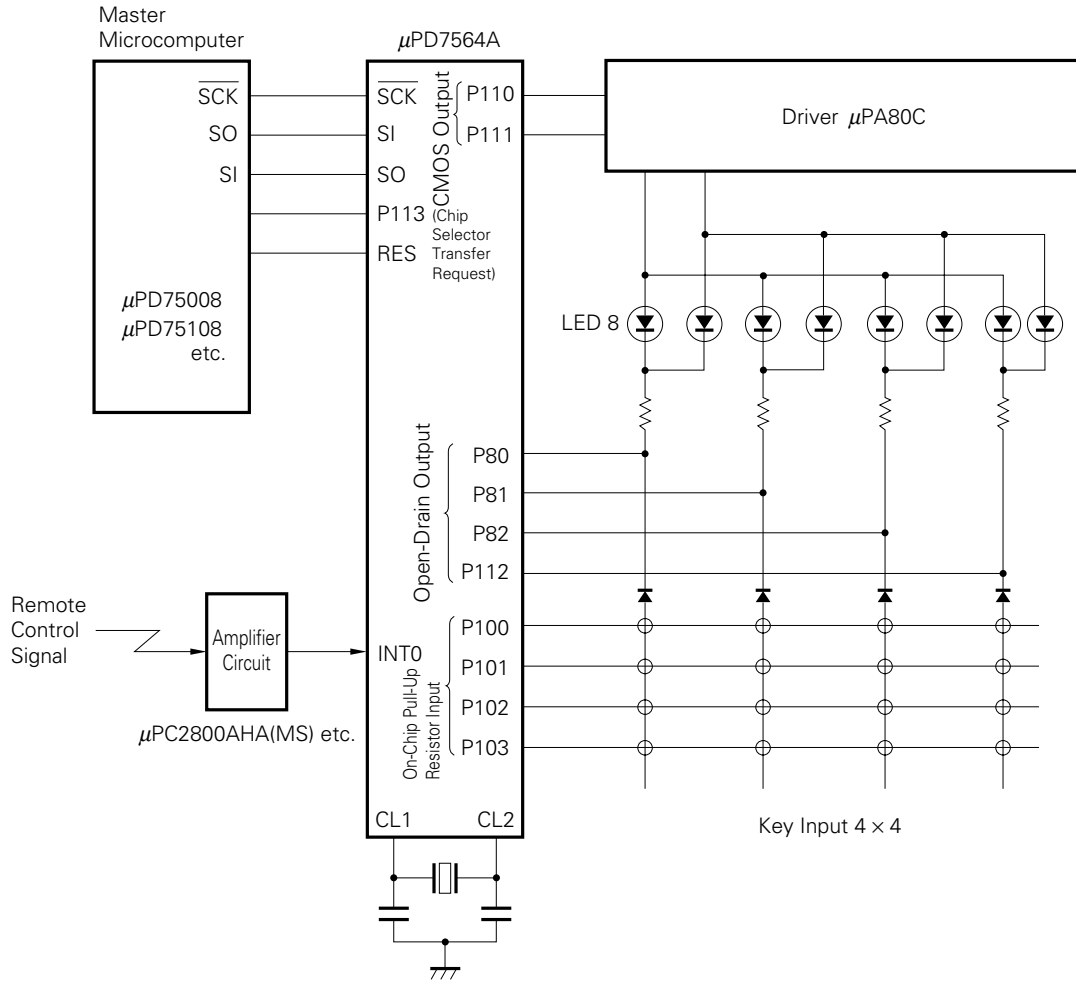 Master
Microcomputer
SCK
SO
SI
μPD75008
μPD75108
etc.
μPD7564A
SCK
SI
SO
P113
(Chip
Selector
Transfer
Request)
RES
CMOS Output
P110
P111
Driver μPA80C
LED 8
Open-Drain Output
P80
P81
P82
P112
Remote
Control
Signal
Amplifier
Circuit
μPC2800AHA(MS) etc.
INT0
On-Chip Pull-Up
Resistor Input
P100
P101
P102
P103
CL1
CL2
Key Input 4 × 4